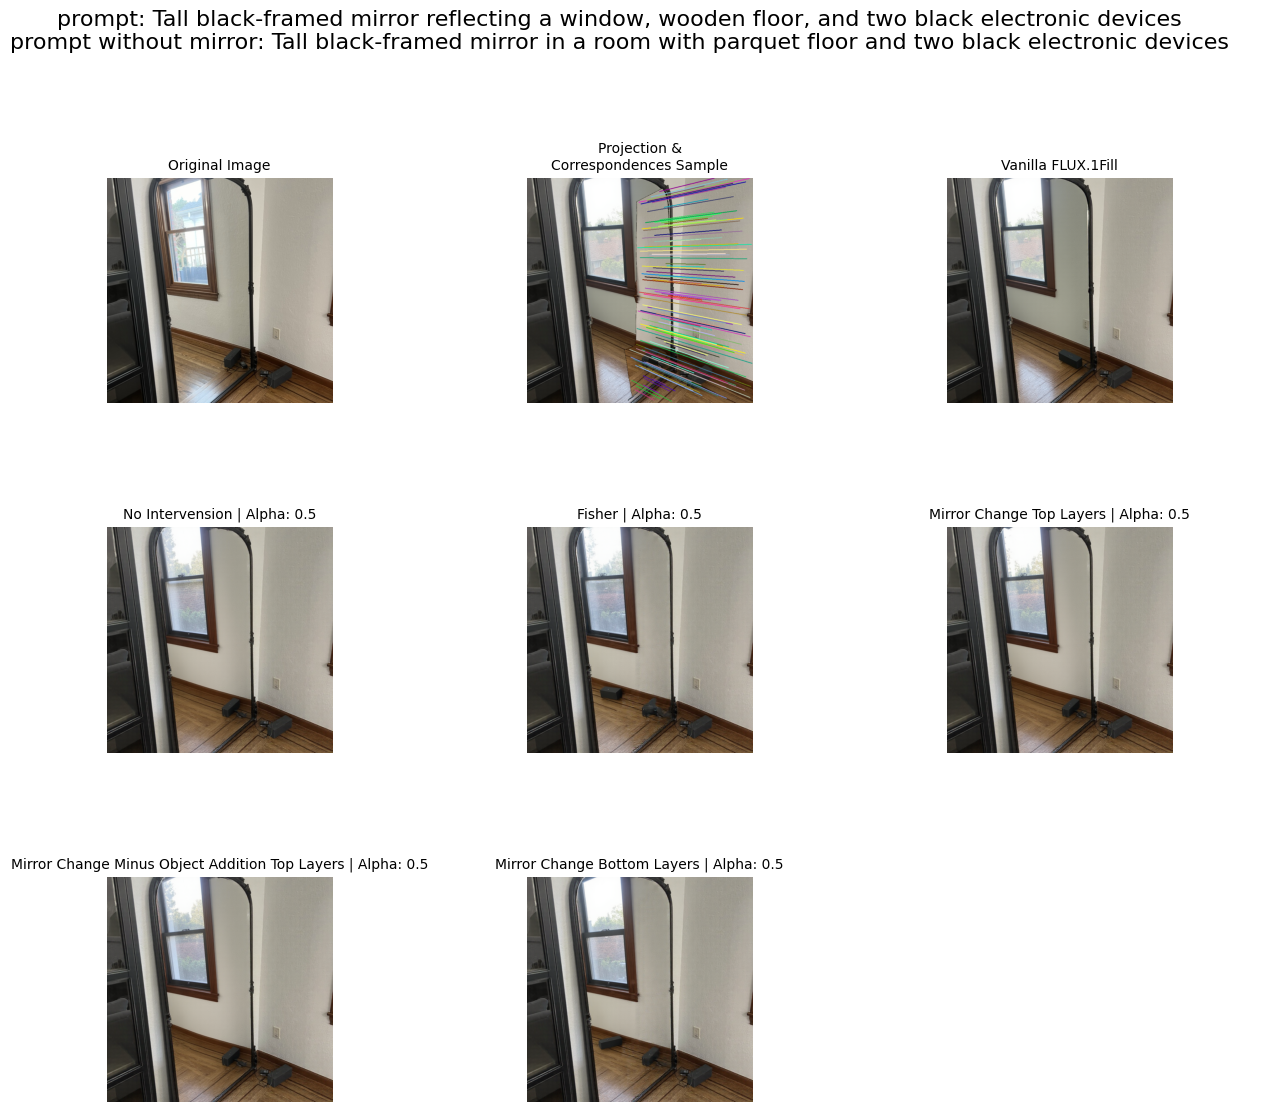 prompt: Tall black-framed mirror reflecting a window, wooden floor, and two black electronic devices
prompt without mirror: Tall black-framed mirror in a room with parquet floor and two black electronic devices
Original Image
Projection &
Correspondences Sample
Vanilla FLUX.1Fill
No Intervension | Alpha: 0.5
Fisher | Alpha: 0.5
Mirror Change Top Layers | Alpha: 0.5
Mirror Change Minus Object Addition Top Layers | Alpha: 0.5
Mirror Change Bottom Layers | Alpha: 0.5